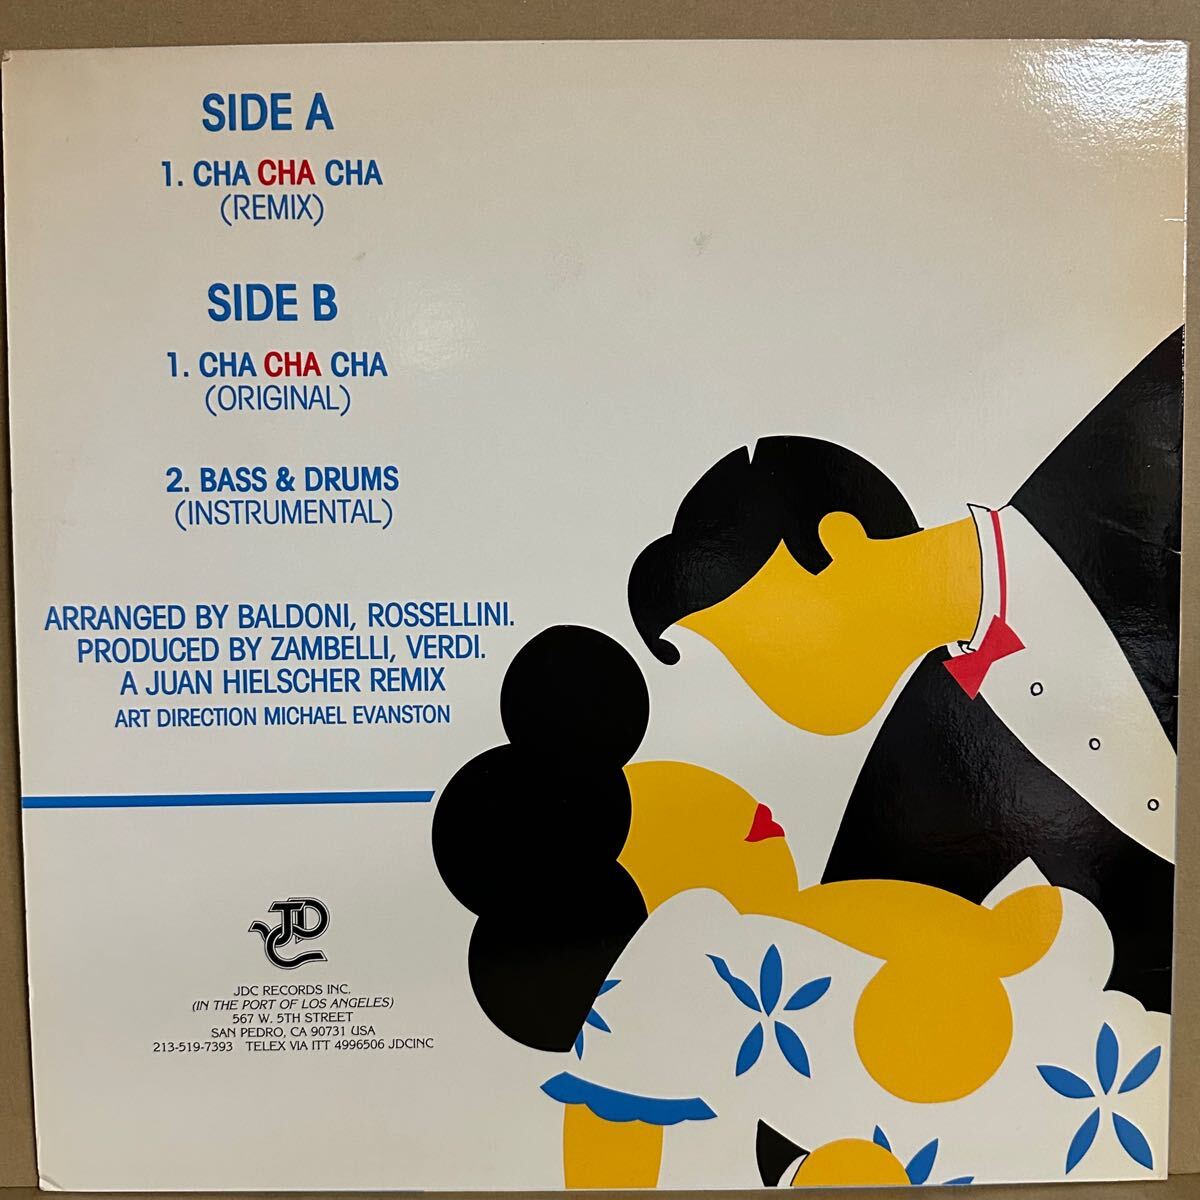 SIDE A
1. CHA CHA CHA
(REMIX)
SIDE B
1. CHA CHA CHA
(ORIGINAL)
2. BASS & DRUMS
(INSTRUMENTAL)
ARRANGED BY BALDONI, ROSSELLINI.
PRODUCED BY ZAMBELLI, VERDI.
A JUAN HIELSCHER REMIX
ART DIRECTION MICHAEL EVANSTON
JDC
JDC RECORDS INC.
(IN THE PORT OF LOS ANGELES)
567 W. 5TH STREET
SAN PEDRO, CA 90731 USA
213-519-7393 TELEX VIA ITT 4996506 JDCINC